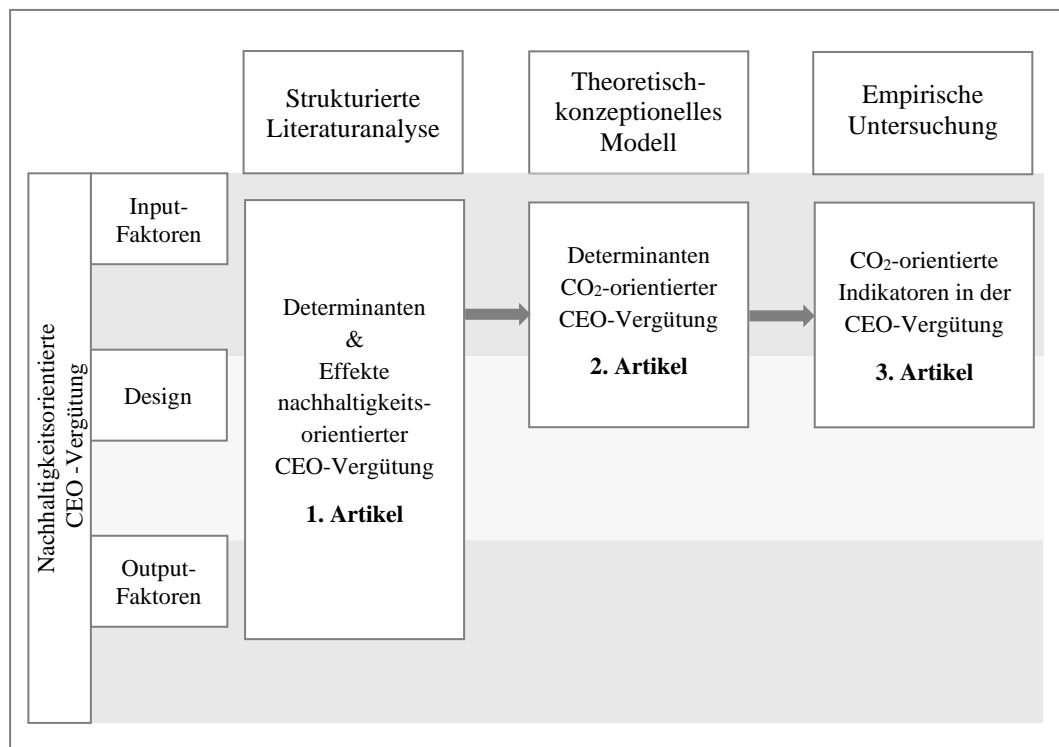 Strukturierte
Literaturanalyse
Theoretisch-
konzeptionelles
Modell
Empirische
Untersuchung
Nachhaltigkeitsorientierte
CEO -Vergütung
Input-
Faktoren
Design
Output-
Faktoren
Determinanten
&
Effekte
nachhaltigkeits-
orientierter
CEO-Vergütung
1. Artikel
Determinanten
CO₂-orientierter
CEO-Vergütung
2. Artikel
CO₂-orientierte
Indikatoren in der
CEO-Vergütung
3. Artikel